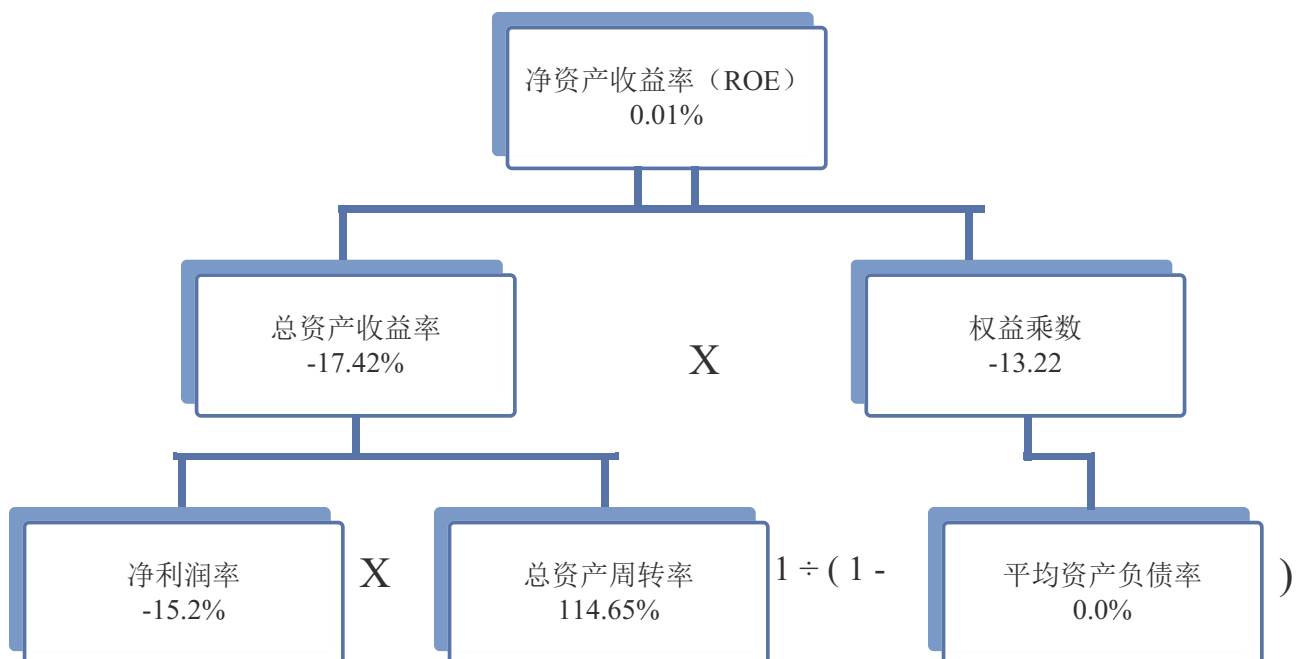 净资产收益率（ROE）
0.01%
总资产收益率
-17.42%
X
权益乘数
-13.22
净利润率
-15.2%
X
总资产周转率
114.65%
1 ÷ ( 1 -
平均资产负债率
0.0%
)